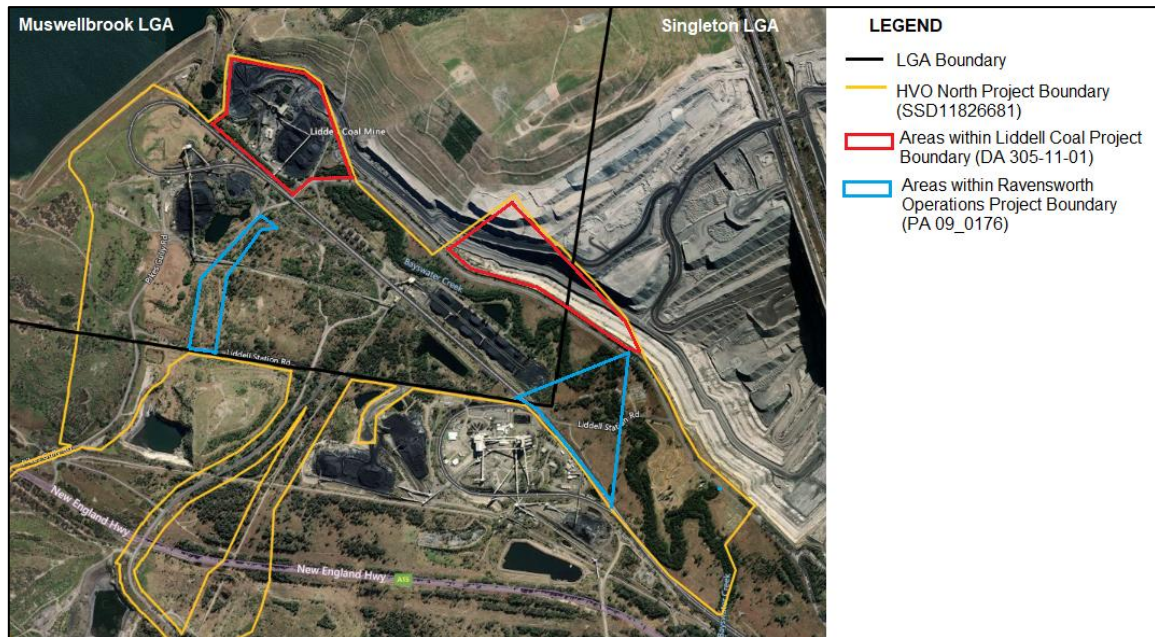 Muswellbrook LGA
Singleton LGA
LEGEND
LGA Boundary
HVO North Project Boundary
(SSD11826681)
Areas within Liddell Coal Project
Boundary (DA 305-11-01)
Areas within Ravensworth
Operations Project Boundary
(PA 09_0176)
Liddell Coal Mine
Pikes Gully Rd
Bayswater Creek
Liddell Station Rd
Liddell Station Rd
New England Hwy
New England Hwy
A15
Bayswater Creek